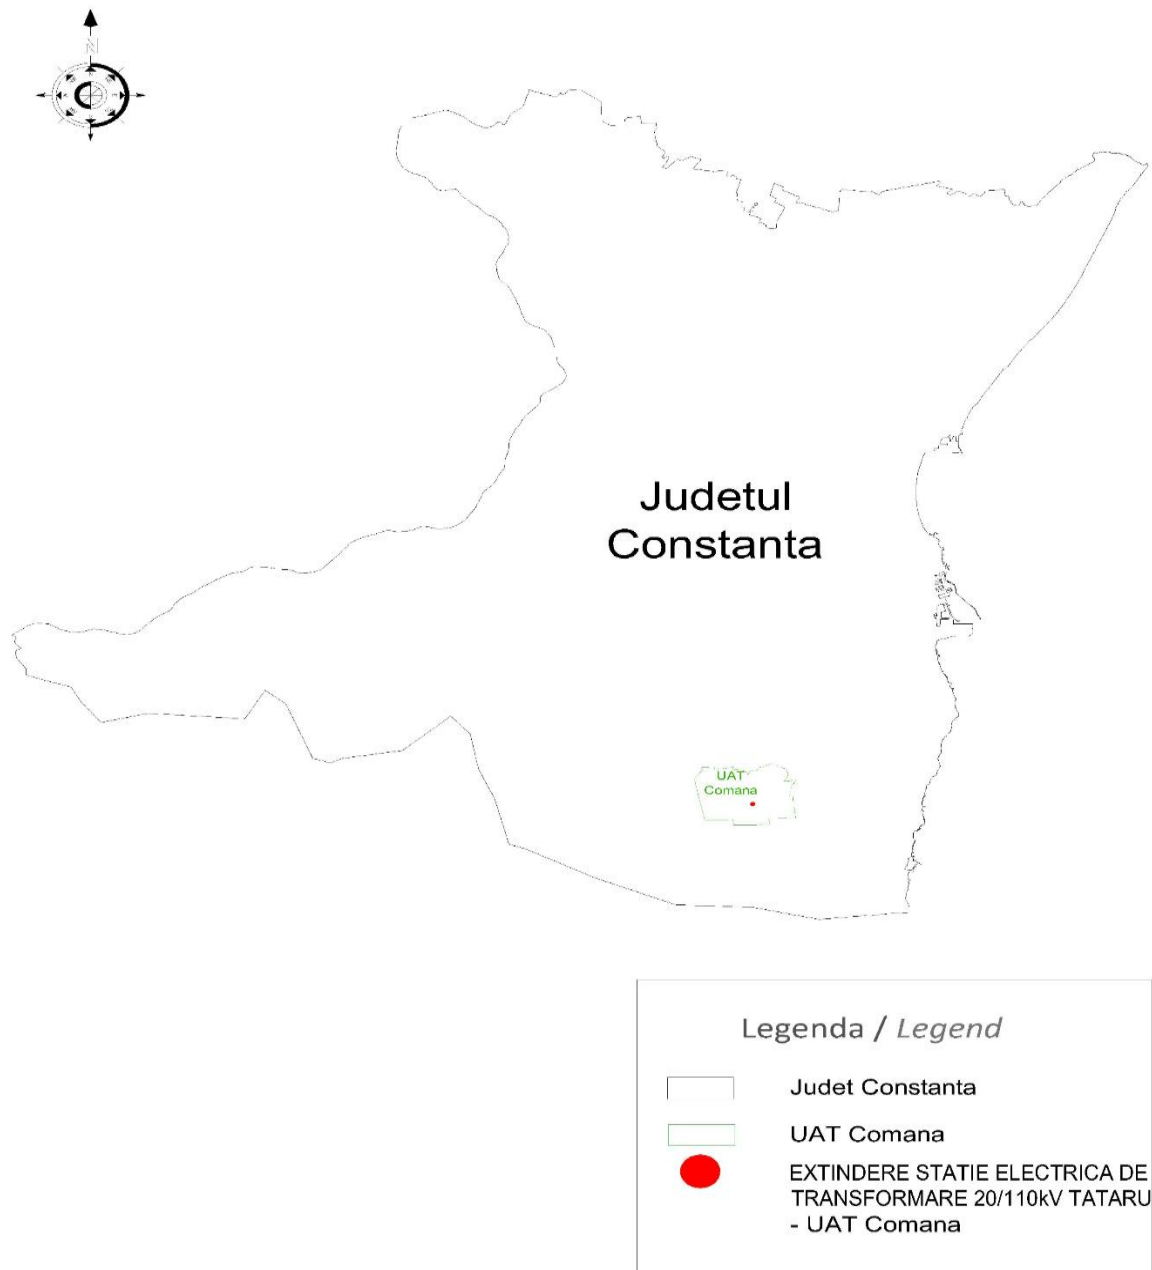 N
Judetul
Constanta
UAT
Comana
Legenda / Legend
Judet Constanta
UAT Comana
EXTINDERE STATIE ELECTRICA DE
TRANSFORMARE 20/110kV TATARU
- UAT Comana